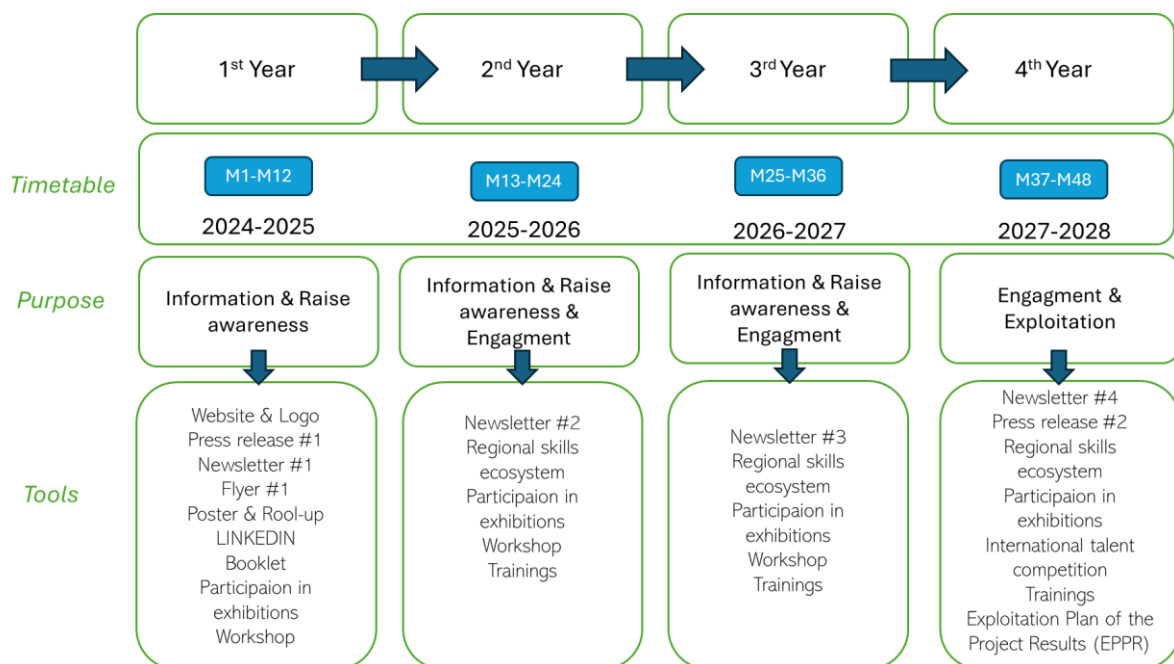 1st Year
2nd Year
3rd Year
4th Year
Timetable
M1-M12
M13-M24
M25-M36
M37-M48
2024-2025
2025-2026
2026-2027
2027-2028
Purpose
Information & Raise
awareness
Information & Raise
awareness &
Engagment
Information & Raise
awareness &
Engagment
Engagment &
Exploitation
Tools
Website & Logo
Press release #1
Newsletter #1
Flyer #1
Poster & Rool-up
LINKEDIN
Booklet
Participaion in
exhibitions
Workshop
Newsletter #2
Regional skills
ecosystem
Participaion in
exhibitions
Workshop
Trainings
Newsletter #3
Regional skills
ecosystem
Participaion in
exhibitions
Workshop
Trainings
Newsletter #4
Press release #2
Regional skills
ecosystem
Participaion in
exhibitions
International talent
competition
Trainings
Exploitation Plan of the
Project Results (EPPR)